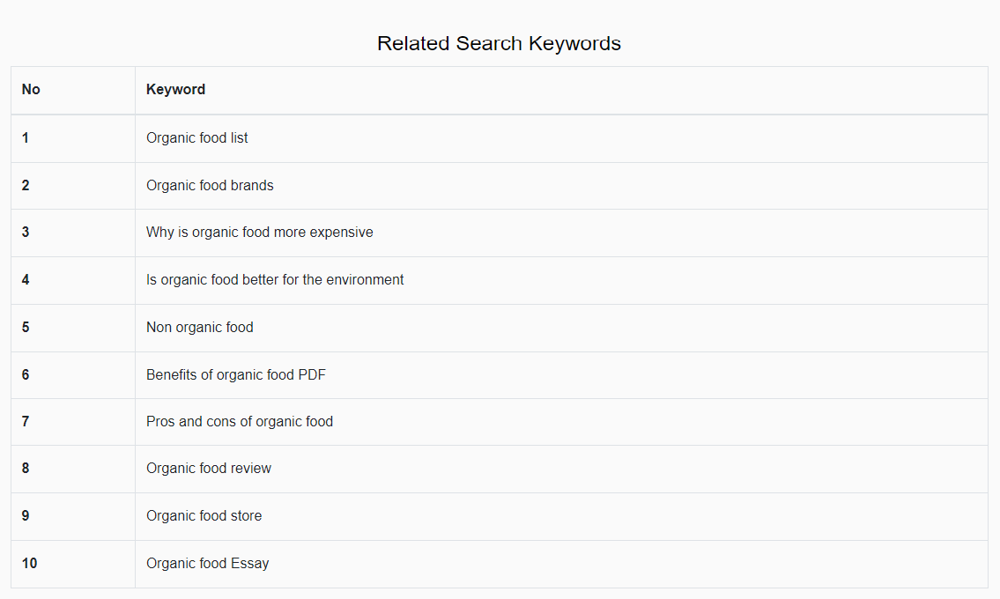 Related Search Keywords
No Keyword
1 Organic food list
2 Organic food brands
3 Why is organic food more expensive
4 Is organic food better for the environment
5 Non organic food
6 Benefits of organic food PDF
7 Pros and cons of organic food
8 Organic food review
9 Organic food store
10 Organic food Essay